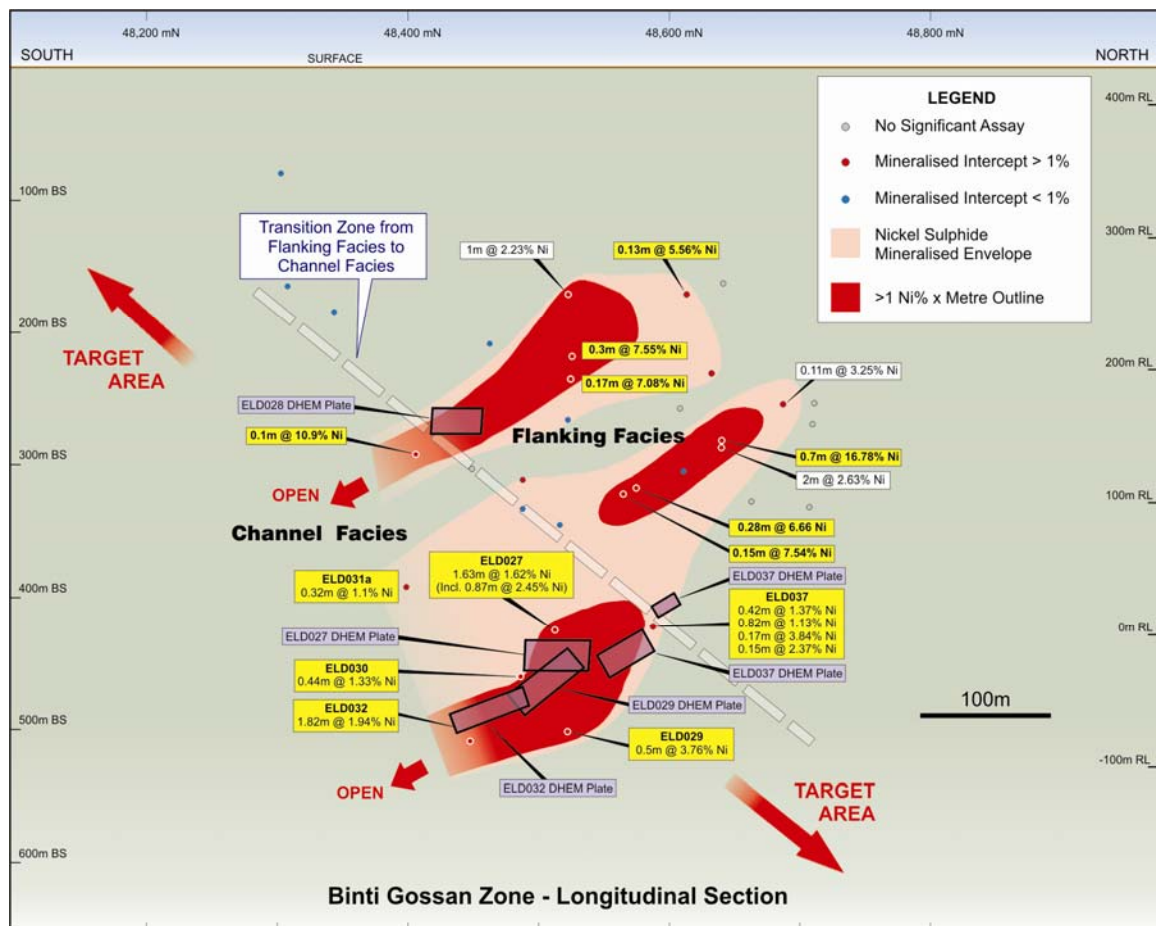 48,200 mN
48,400 mN
48,600 mN
48,800 mN
SOUTH
SURFACE
NORTH
LEGEND
No Significant Assay
Mineralised Intercept > 1%
Mineralised Intercept < 1%
Nickel Sulphide
Mineralised Envelope
>1 Ni% x Metre Outline
400m RL
300m RL
200m RL
100m RL
0m RL
-100m RL
100m BS
200m BS
300m BS
400m BS
500m BS
600m BS
Transition Zone from
Flanking Facies to
Channel Facies
1m @ 2.23% Ni
0.13m @ 5.56% Ni
TARGET
AREA
0.3m @ 7.55% Ni
0.17m @ 7.08% Ni
0.11m @ 3.25% Ni
ELD028 DHEM Plate
0.1m @ 10.9% Ni
Flanking Facies
0.7m @ 16.78% Ni
2m @ 2.63% Ni
OPEN
Channel Facies
0.28m @ 6.66 Ni
0.15m @ 7.54% Ni
ELD027
1.63m @ 1.62% Ni
(Incl. 0.87m @ 2.45% Ni)
ELD031a
0.32m @ 1.1% Ni
ELD037 DHEM Plate
ELD037
0.42m @ 1.37% Ni
0.82m @ 1.13% Ni
0.17m @ 3.84% Ni
0.15m @ 2.37% Ni
ELD027 DHEM Plate
ELD030
0.44m @ 1.33% Ni
ELD037 DHEM Plate
ELD032
1.82m @ 1.94% Ni
ELD029 DHEM Plate
100m
ELD029
0.5m @ 3.76% Ni
ELD032 DHEM Plate
OPEN
TARGET
AREA
Binti Gossan Zone - Longitudinal Section